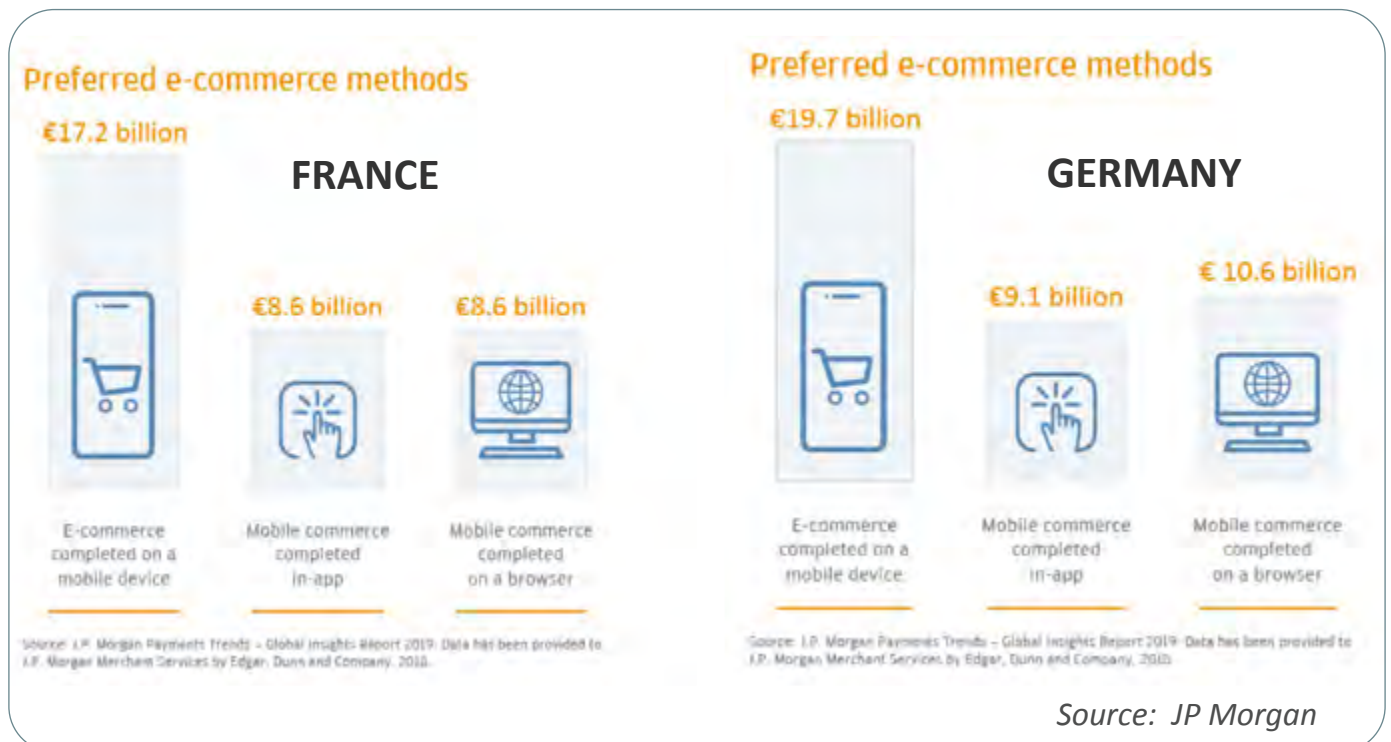 Preferred e-commerce methods
€17.2 billion
FRANCE
€8.6 billion
€8.6 billion
E-commerce
completed on a
mobile device
Mobile commerce
completed
in-app
Mobile commerce
completed
on a browser
Source: J.P. Morgan Payments Trends – Global Insights Report 2019: Data has been provided to
J.P. Morgan Merchant Services by Edgar, Dunn and Company, 2018.
Preferred e-commerce methods
€19.7 billion
GERMANY
€9.1 billion
€ 10.6 billion
E-commerce
completed on a
mobile device
Mobile commerce
completed
in-app
Mobile commerce
completed
on a browser
Source: J.P. Morgan Payments Trends – Global Insights Report 2019: Data has been provided to
J.P. Morgan Merchant Services by Edgar, Dunn and Company, 2018.
Source: JP Morgan